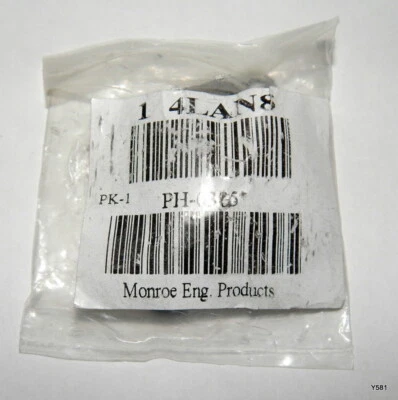 1 4LAN8
PK-1
Monroe Eng. Products
Y581